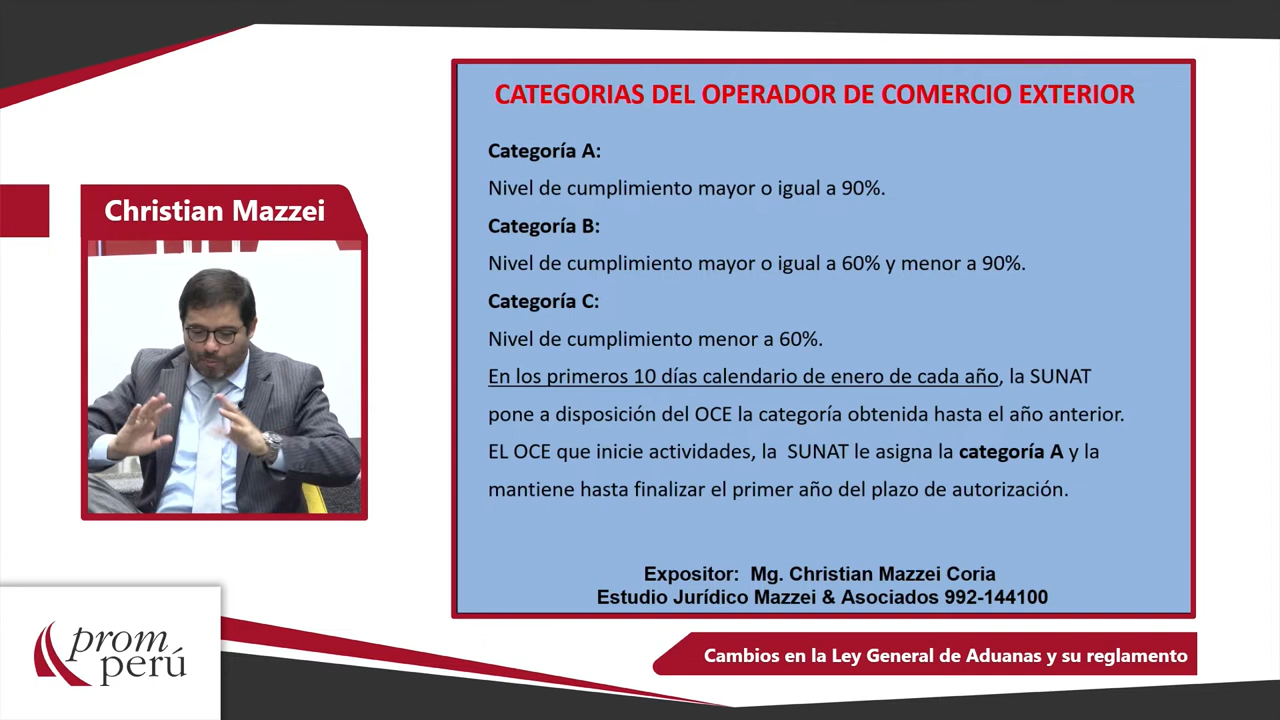 CATEGORIAS DEL OPERADOR DE COMERCIO EXTERIOR
Categoría A:
Nivel de cumplimiento mayor o igual a 90%.
Categoría B:
Nivel de cumplimiento mayor o igual a 60% y menor a 90%.
Categoría C:
Nivel de cumplimiento menor a 60%.
En los primeros 10 días calendario de enero de cada año, la SUNAT
pone a disposición del OCE la categoría obtenida hasta el año anterior.
EL OCE que inicie actividades, la SUNAT le asigna la categoría A y la
mantiene hasta finalizar el primer año del plazo de autorización.
Expositor: Mg. Christian Mazzei Coria
Estudio Jurídico Mazzei & Asociados 992-144100
Christian Mazzei
prom
perú
Cambios en la Ley General de Aduanas y su reglamento